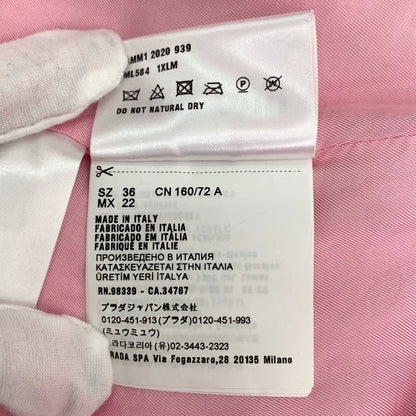 MM1 2020 939
ML584 1XLM
DO NOT NATURAL DRY
SZ 36 CN 160/72 A
MX 22
MADE IN ITALY
FABRICADO EN ITALIA
FABRICADO EM ITÁLIA
FABRIQUÉ EN ITALIE
ПРОИЗВЕДЕНО В ИТАЛИЯ
ΚΑΤΑΣΚΕΥΑΖΕΤΑΙ ΣΤΗΝ ΙΤΑΛΙΑ
ÜRETİM YERİ İTALYA
RN.98339 - CA.34767
プラダジャパン株式会社
0120-451-913 (プラダ) 0120-451-993
(ミュウミュウ)
라다코리아 (유) 02-3443-2323
RADA SPA Via Fogazzaro,28 20135 Milano